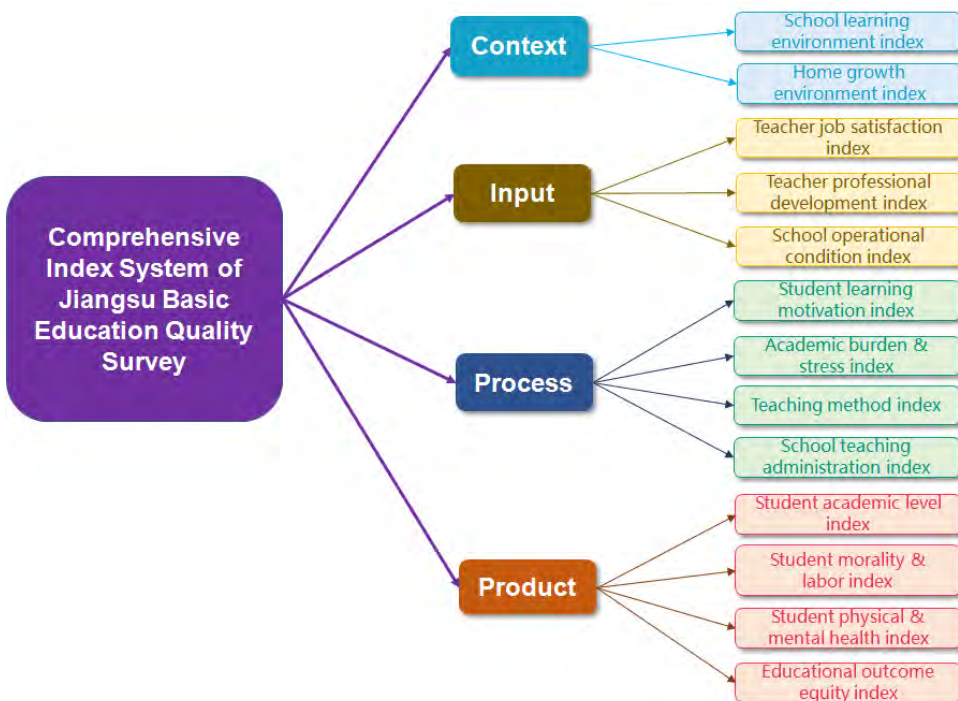 Comprehensive
Index System of
Jiangsu Basic
Education Quality
Survey
Context
School learning
environment index
Home growth
environment index
Input
Teacher job satisfaction
index
Teacher professional
development index
School operational
condition index
Process
Student learning
motivation index
Academic burden &
stress index
Teaching method index
School teaching
administration index
Product
Student academic level
index
Student morality &
labor index
Student physical &
mental health index
Educational outcome
equity index